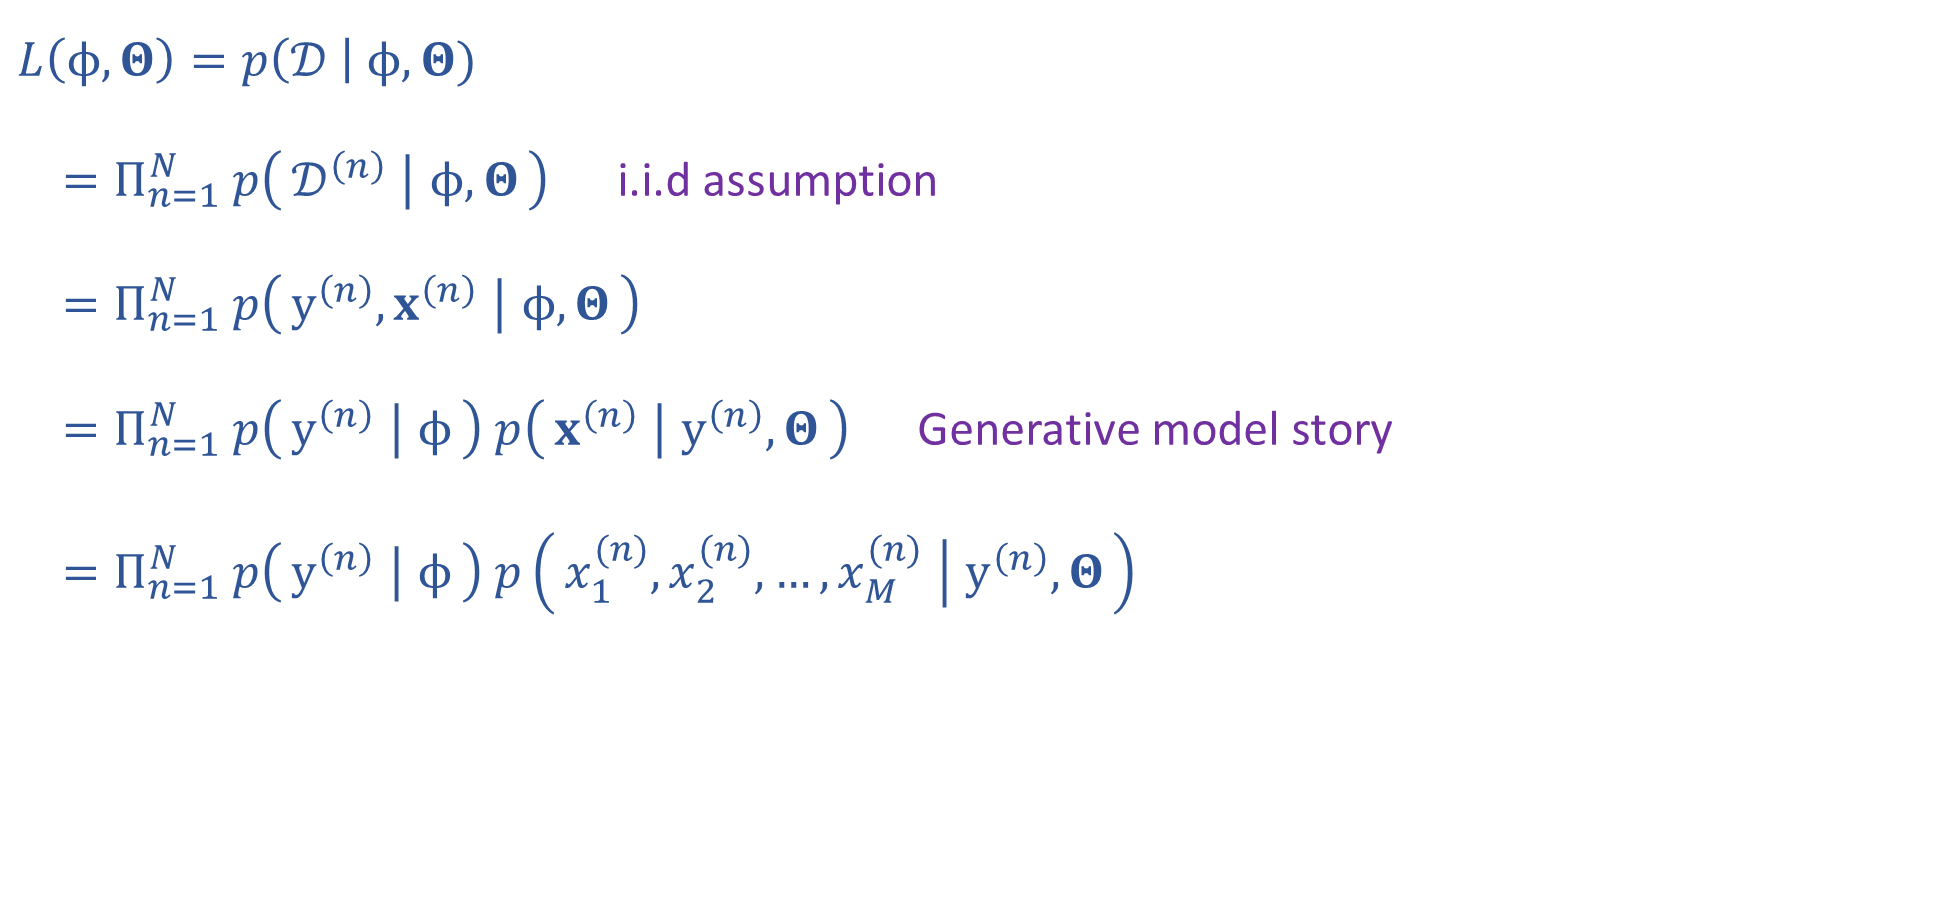 L(ϕ, 𝚯) = p(𝒟 ∣ ϕ, 𝚯)
= Π_{n=1}^{N} p( 𝒟^{(n)} ∣ ϕ, 𝚯 ) i.i.d assumption
= Π_{n=1}^{N} p( y^{(n)}, 𝐱^{(n)} ∣ ϕ, 𝚯 )
= Π_{n=1}^{N} p( y^{(n)} ∣ ϕ ) p( 𝐱^{(n)} ∣ y^{(n)}, 𝚯 ) Generative model story
= Π_{n=1}^{N} p( y^{(n)} ∣ ϕ ) p( x_1^{(n)}, x_2^{(n)}, …, x_M^{(n)} ∣ y^{(n)}, 𝚯 )